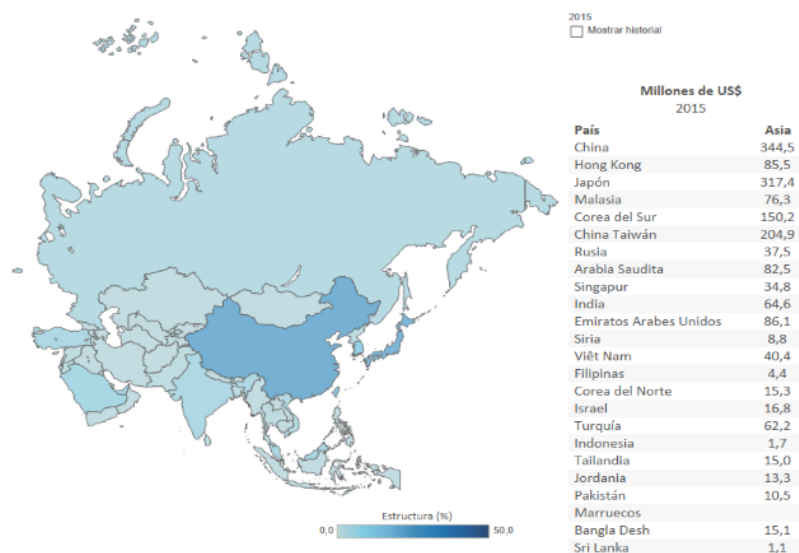 2015
Mostrar historial
Millones de US$
2015
País Asia
China 344,5
Hong Kong 85,5
Japón 317,4
Malasia 76,3
Corea del Sur 150,2
China Taiwán 204,9
Rusia 37,5
Arabia Saudita 82,5
Singapur 34,8
India 64,6
Emiratos Arabes Unidos 86,1
Siria 8,8
Viêt Nam 40,4
Filipinas 4,4
Corea del Norte 15,3
Israel 16,8
Turquía 62,2
Indonesia 1,7
Tailandia 15,0
Jordania 13,3
Pakistán 10,5
Marruecos
Bangla Desh 15,1
Sri Lanka 1,1
Estructura (%)
0,0 50,0